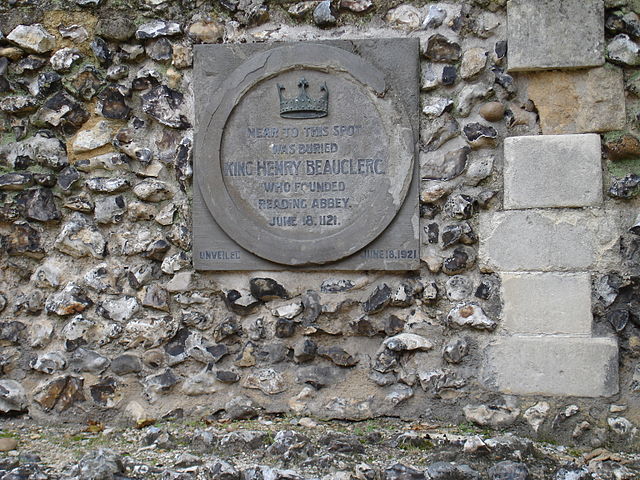 NEAR TO THIS SPOT
WAS BURIED
KING HENRY BEAUCLERC,
WHO FOUNDED
READING ABBEY,
JUNE 18. 1121.
UNVEILED JUNE 18, 1921